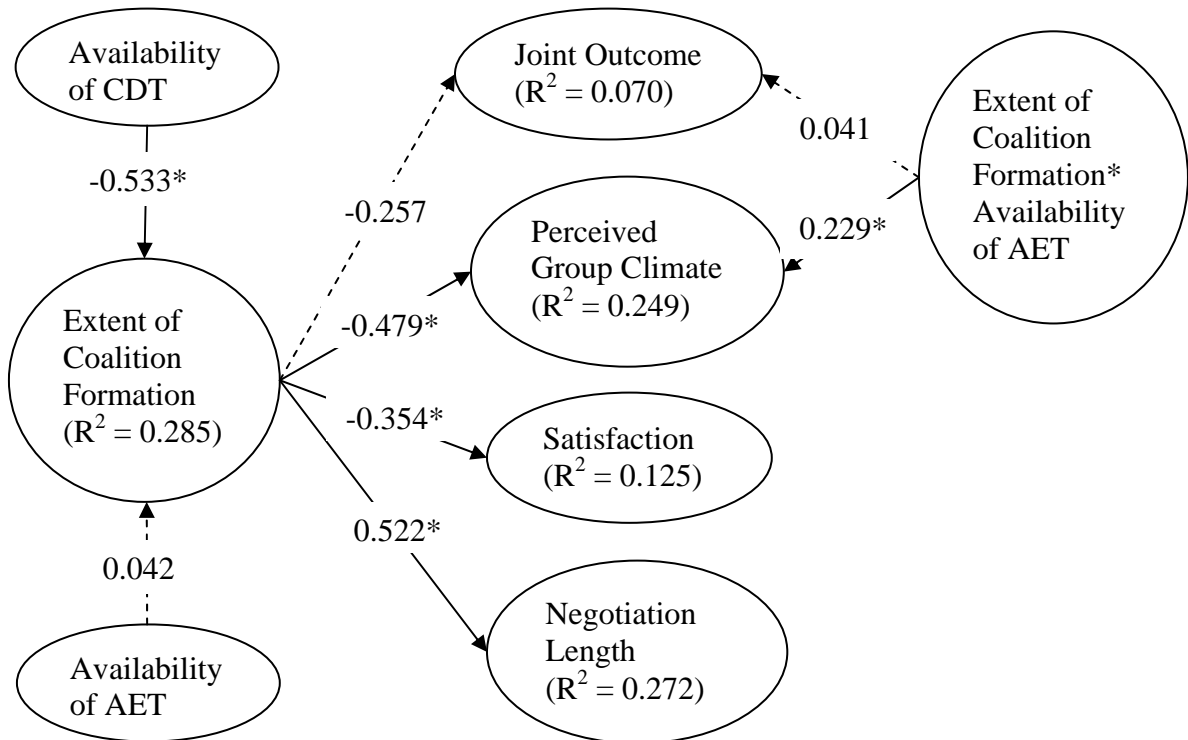 Availability
of CDT
-0.533*
Extent of
Coalition
Formation
(R² = 0.285)
0.042
Availability
of AET
-0.257
-0.479*
-0.354*
0.522*
Joint Outcome
(R² = 0.070)
Perceived
Group Climate
(R² = 0.249)
Satisfaction
(R² = 0.125)
Negotiation
Length
(R² = 0.272)
0.041
0.229*
Extent of
Coalition
Formation*
Availability
of AET